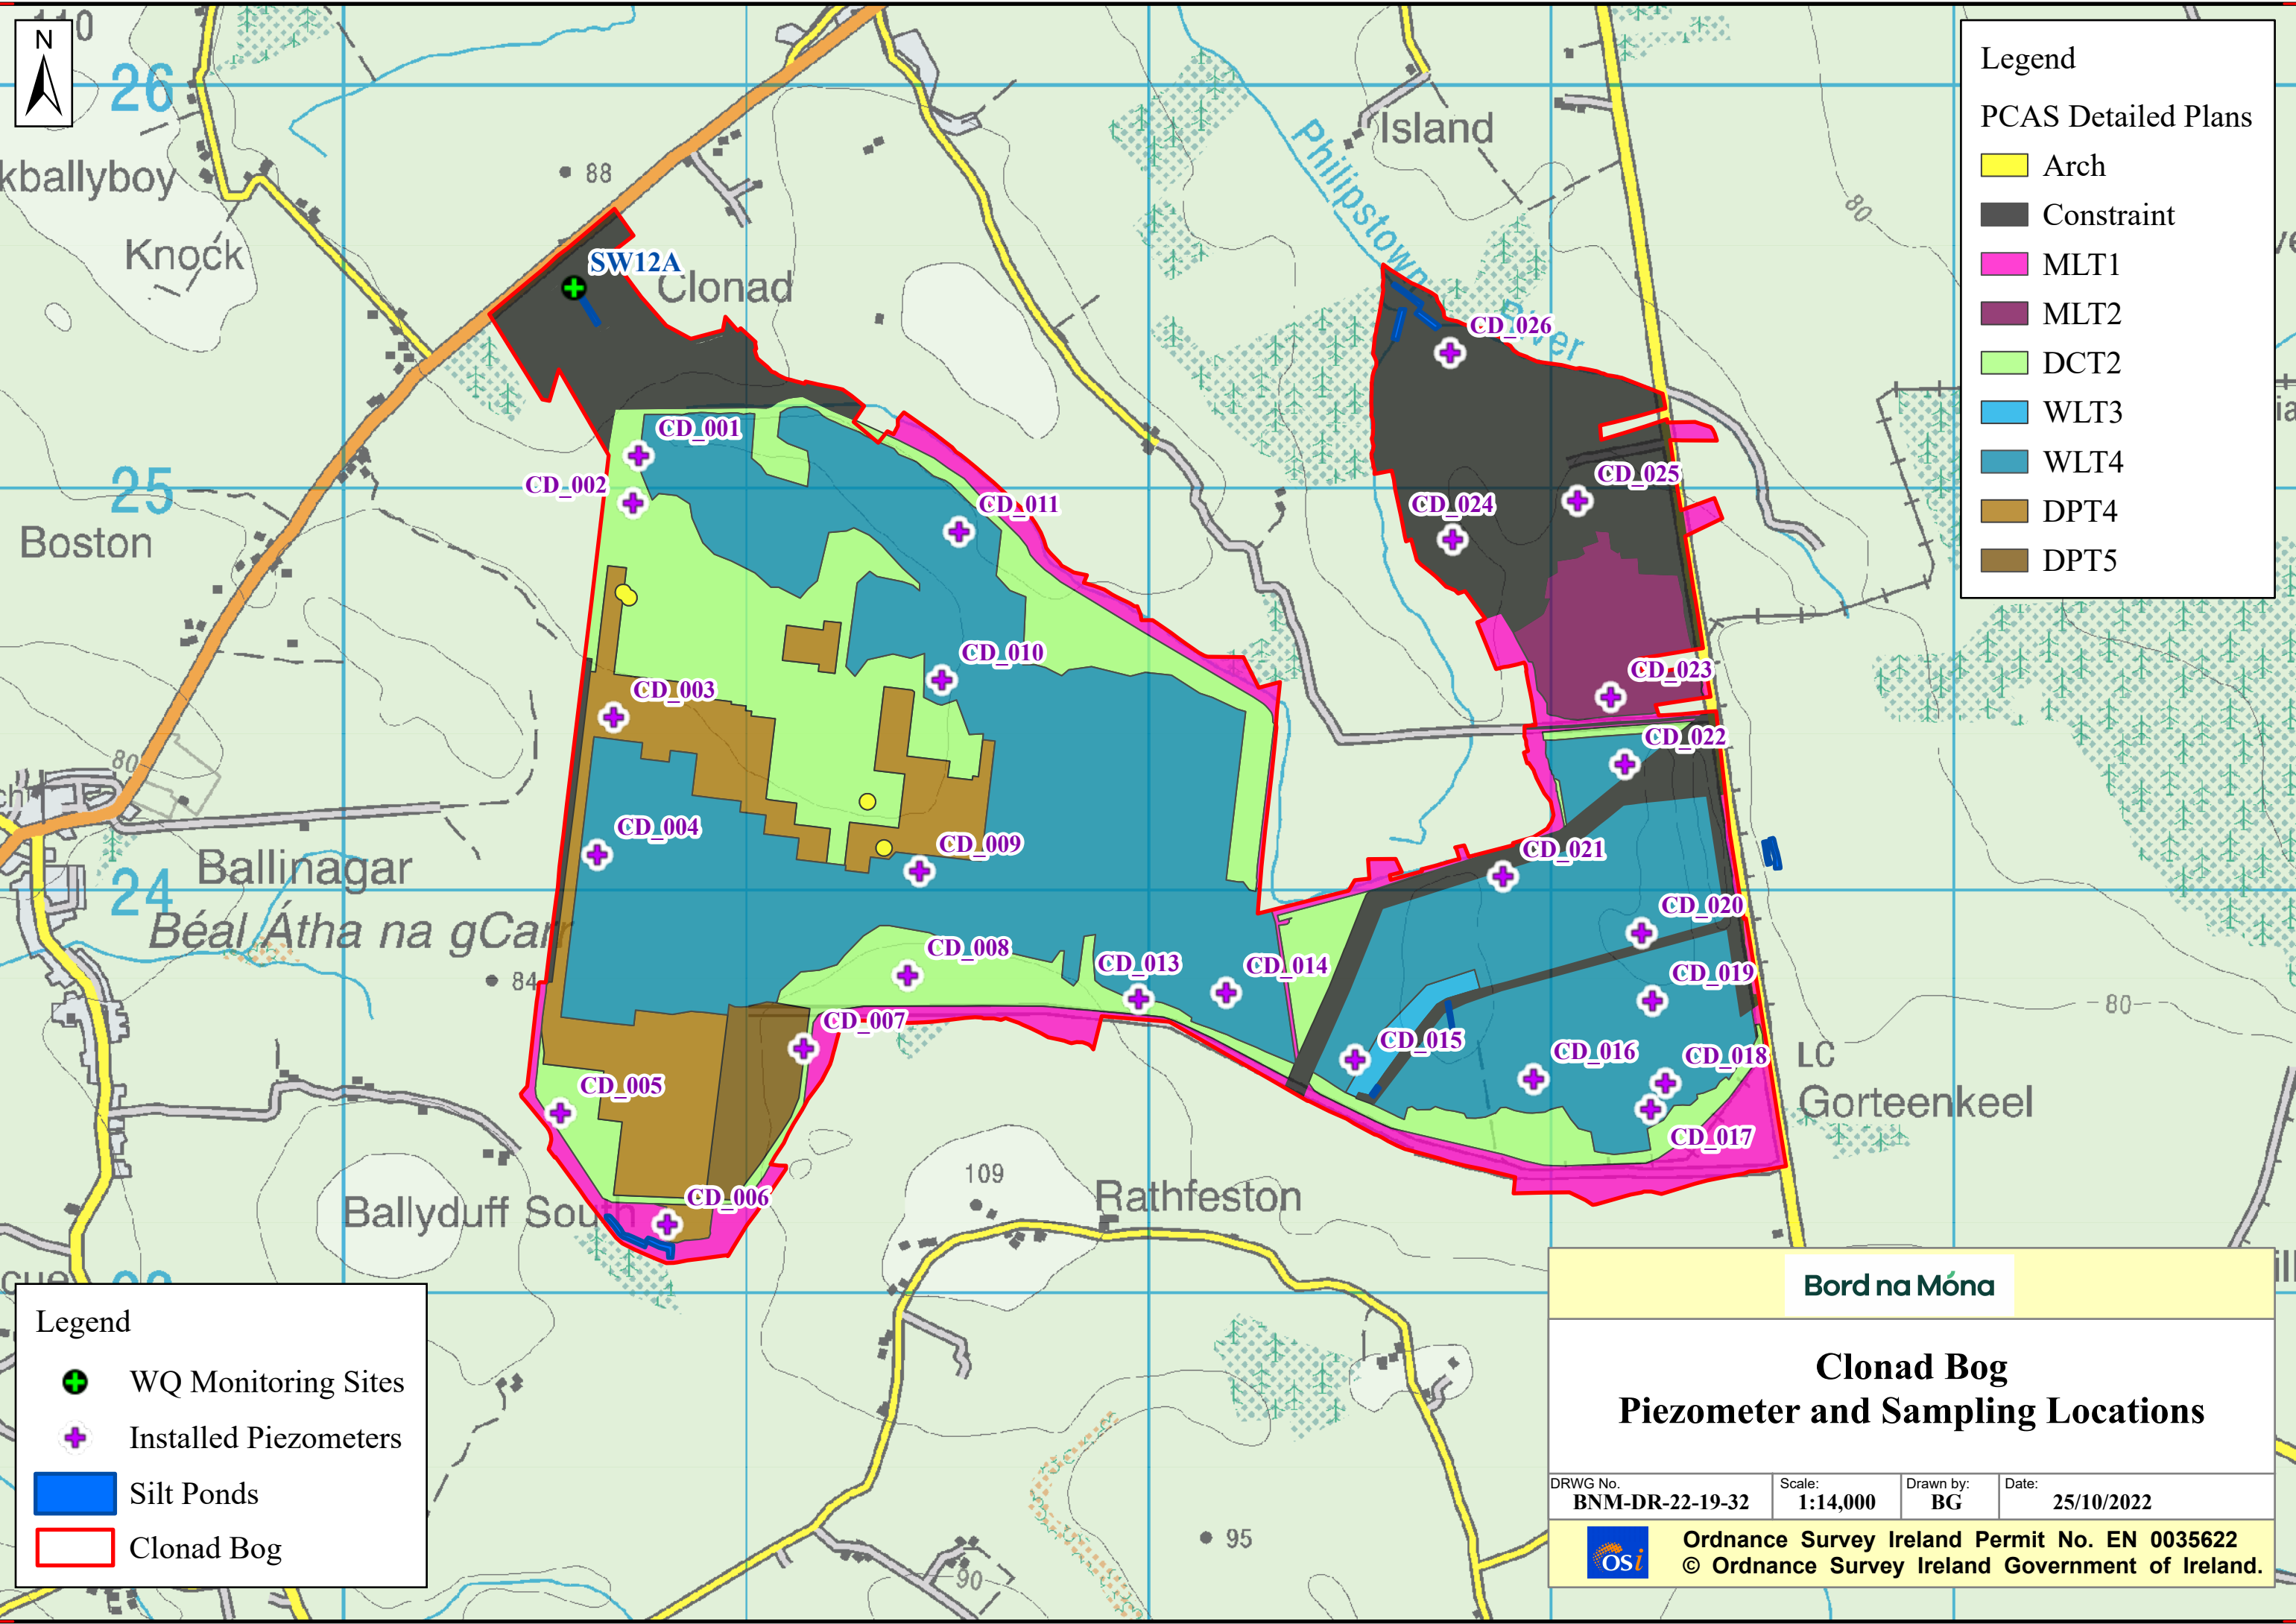 110
N
26
88
kballyboy
Knock
Island
Philipstown
River
80
SW12A
Clonad
CD_026
CD_001
CD_002
25
CD_011
CD_024
CD_025
Boston
CD_010
CD_003
CD_023
CD_022
80
CD_004
CD_009
CD_021
Ballinagar
24
Béal Átha na gCarr
CD_020
CD_008
CD_013
CD_014
CD_019
84
80
CD_007
CD_015
CD_016
CD_018
LC
CD_005
Gorteenkeel
CD_017
109
Rathfeston
CD_006
Ballyduff South
95
90
Legend
PCAS Detailed Plans
Arch
Constraint
MLT1
MLT2
DCT2
WLT3
WLT4
DPT4
DPT5
Legend
WQ Monitoring Sites
Installed Piezometers
Silt Ponds
Clonad Bog
Bord na Móna
Clonad Bog
Piezometer and Sampling Locations
DRWG No. Scale: Drawn by: Date:
BNM-DR-22-19-32 1:14,000 BG 25/10/2022
OSi
Ordnance Survey Ireland Permit No. EN 0035622
© Ordnance Survey Ireland Government of Ireland.